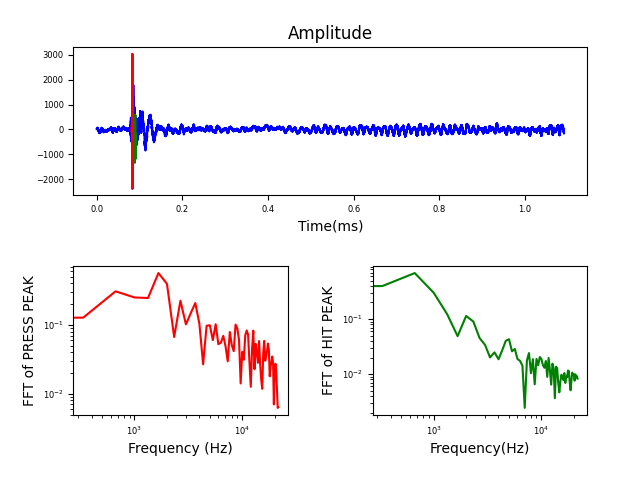 Amplitude
3000
2000
1000
0
−1000
−2000
0.0 0.2 0.4 0.6 0.8 1.0
Time(ms)
FFT of PRESS PEAK
10⁻¹
10⁻²
10³ 10⁴
Frequency (Hz)
FFT of HIT PEAK
10⁻¹
10⁻²
10³ 10⁴
Frequency(Hz)